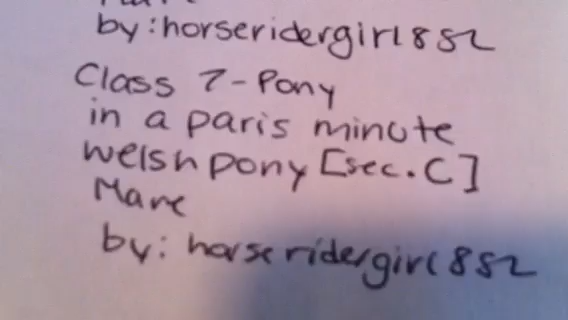 by:horseridergirl852
Class 7-Pony
in a paris minute
welsh pony [sec.C]
Mare
by: horseridergirl852